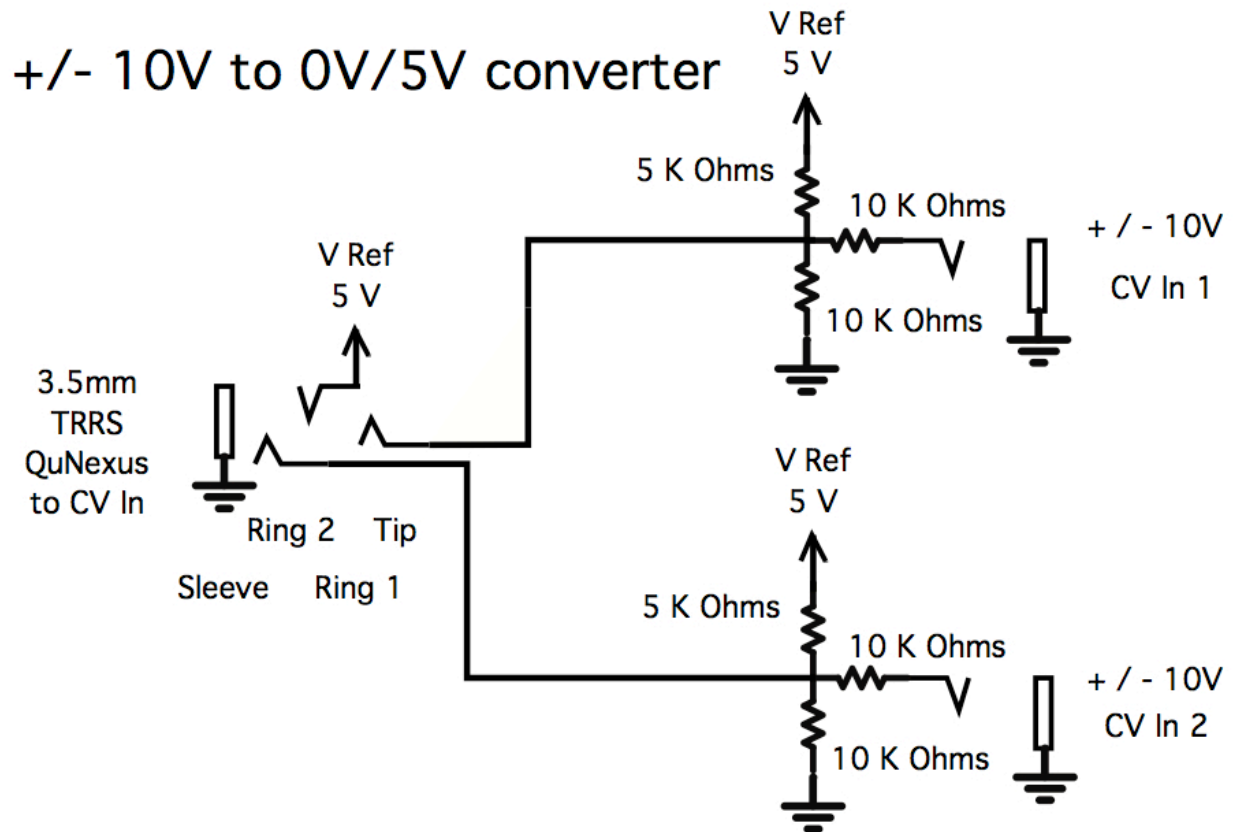 +/- 10V to 0V/5V converter
V Ref
5 V
5 K Ohms
10 K Ohms
+ / - 10V
CV In 1
10 K Ohms
V Ref
5 V
3.5mm
TRRS
QuNexus
to CV In
Ring 2 Tip
Sleeve Ring 1
V Ref
5 V
5 K Ohms
10 K Ohms
+ / - 10V
CV In 2
10 K Ohms